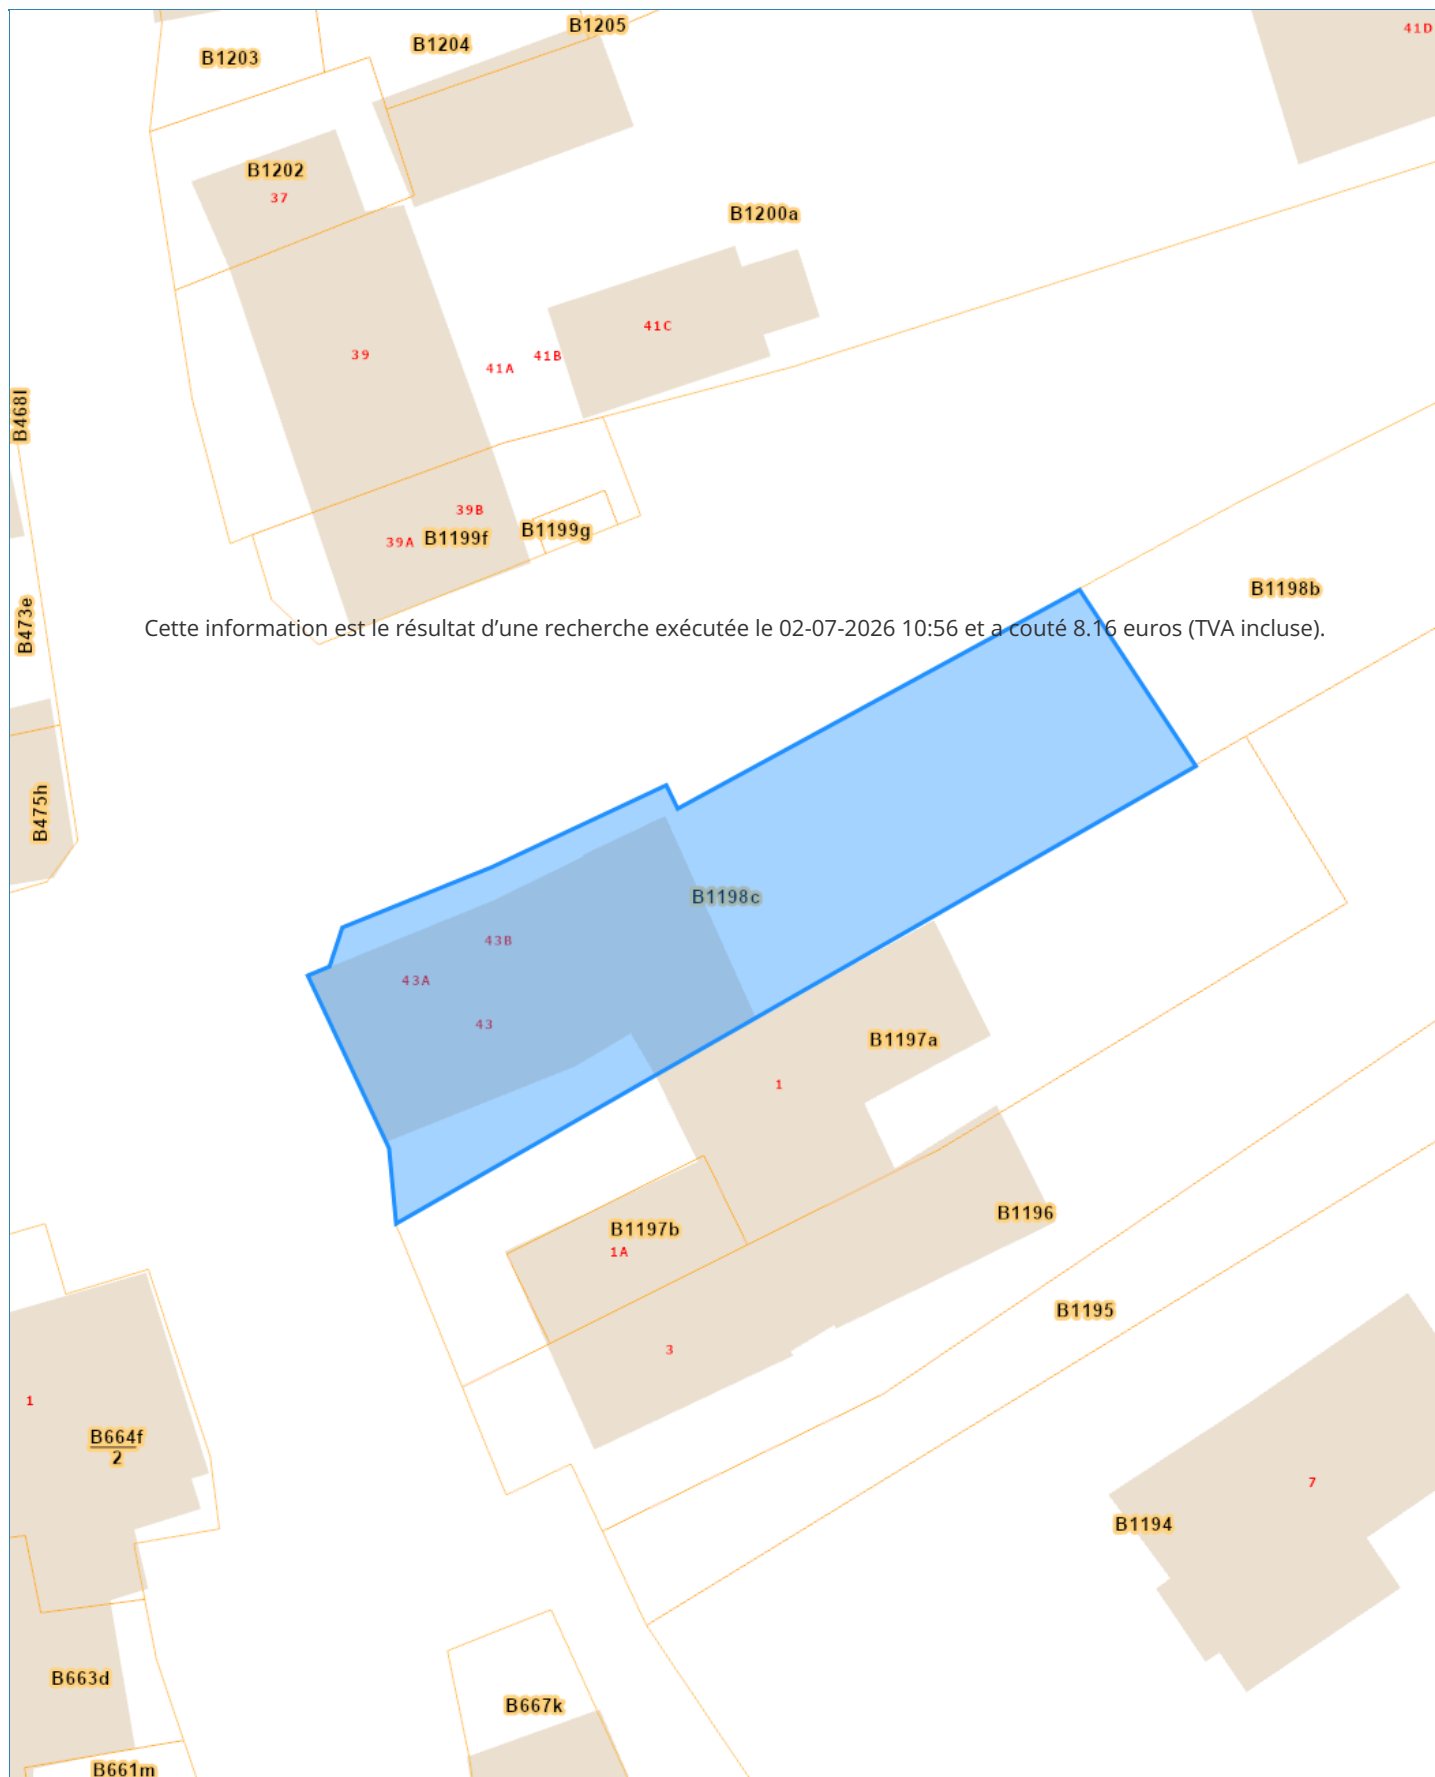 B1205
41D
B1204
B1203
B1202
37
B1200a
41C
39
41B
41A
B468l
39B
B1199g
39A
B1199f
B1198b
B473e
Cette information est le résultat d’une recherche exécutée le 02-07-2026 10:56 et a couté 8.16 euros (TVA incluse).
B475h
B1198c
43B
43A
43
B1197a
1
B1196
B1197b
1A
B1195
3
1
B664f
2
7
B1194
B663d
B667k
B661m